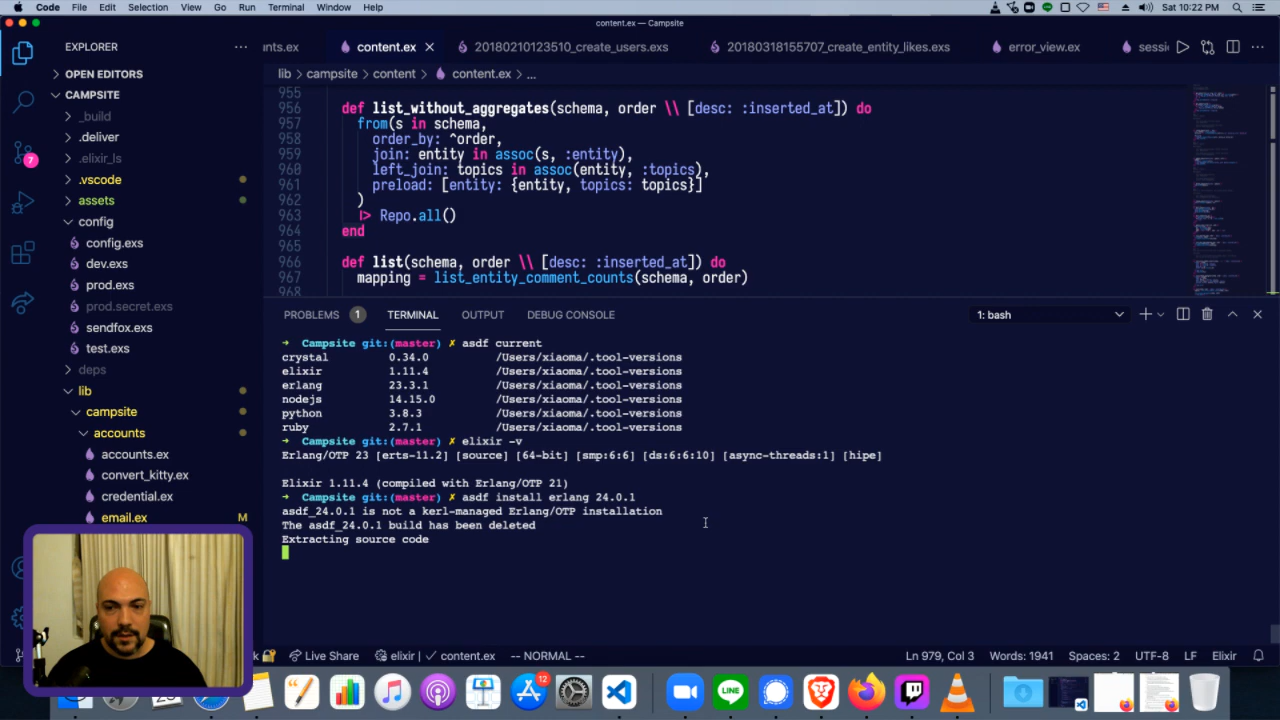 Code File Edit Selection View Go Run Terminal Window Help Sat 10:22 PM
content.ex — Campsite
EXPLORER
nts.ex content.ex 20180210123510_create_users.exs 20180318155707_create_entity_likes.exs error_view.ex sessi
OPEN EDITORS
CAMPSITE
_build
.deliver
.elixir_ls
.vscode
assets
config
config.exs
dev.exs
prod.exs
prod.secret.exs
sendfox.exs
test.exs
deps
lib
campsite
accounts
accounts.ex
convert_kitty.ex
credential.ex
email.ex M
7
lib > campsite > content > content.ex > ...
955
956 def list_without_aggregates(schema, order \\ [desc: :inserted_at]) do
957 from(s in schema,
958 order_by: ^order,
959 join: entity in assoc(s, :entity),
960 left_join: topics in assoc(entity, :topics),
961 preload: [entity: {entity, topics: topics}]
962 )
963 |> Repo.all()
964 end
965
966 def list(schema, order \\ [desc: :inserted_at]) do
967 mapping = list_entity_comment_counts(schema, order)
968
PROBLEMS 1 TERMINAL OUTPUT DEBUG CONSOLE 1: bash
➜ Campsite git:(master) ✗ asdf current
crystal 0.34.0 /Users/xiaoma/.tool-versions
elixir 1.11.4 /Users/xiaoma/.tool-versions
erlang 23.3.1 /Users/xiaoma/.tool-versions
nodejs 14.15.0 /Users/xiaoma/.tool-versions
python 3.8.3 /Users/xiaoma/.tool-versions
ruby 2.7.1 /Users/xiaoma/.tool-versions
➜ Campsite git:(master) ✗ elixir -v
Erlang/OTP 23 [erts-11.2] [source] [64-bit] [smp:6:6] [ds:6:6:10] [async-threads:1] [hipe]
Elixir 1.11.4 (compiled with Erlang/OTP 21)
➜ Campsite git:(master) ✗ asdf install erlang 24.0.1
asdf_24.0.1 is not a kerl-managed Erlang/OTP installation
The asdf_24.0.1 build has been deleted
Extracting source code
Live Share elixir | ✓ content.ex -- NORMAL -- Ln 979, Col 3 Words: 1941 Spaces: 2 UTF-8 LF Elixir
12
LINE